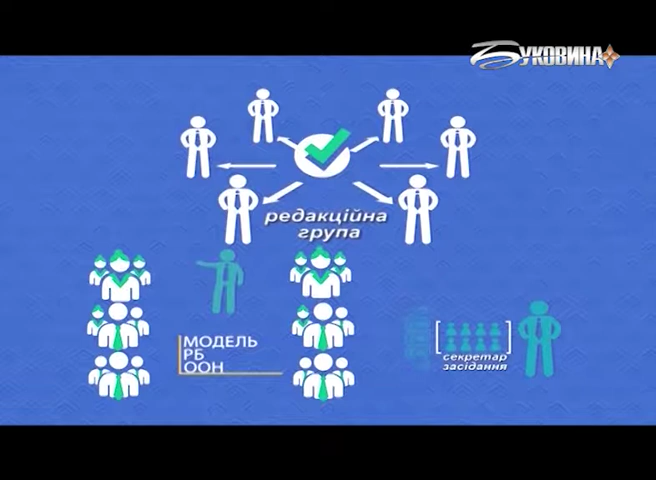 БУКОВИНА
редакційна
група
МОДЕЛЬ
РБ
ООН
секретар
засідання